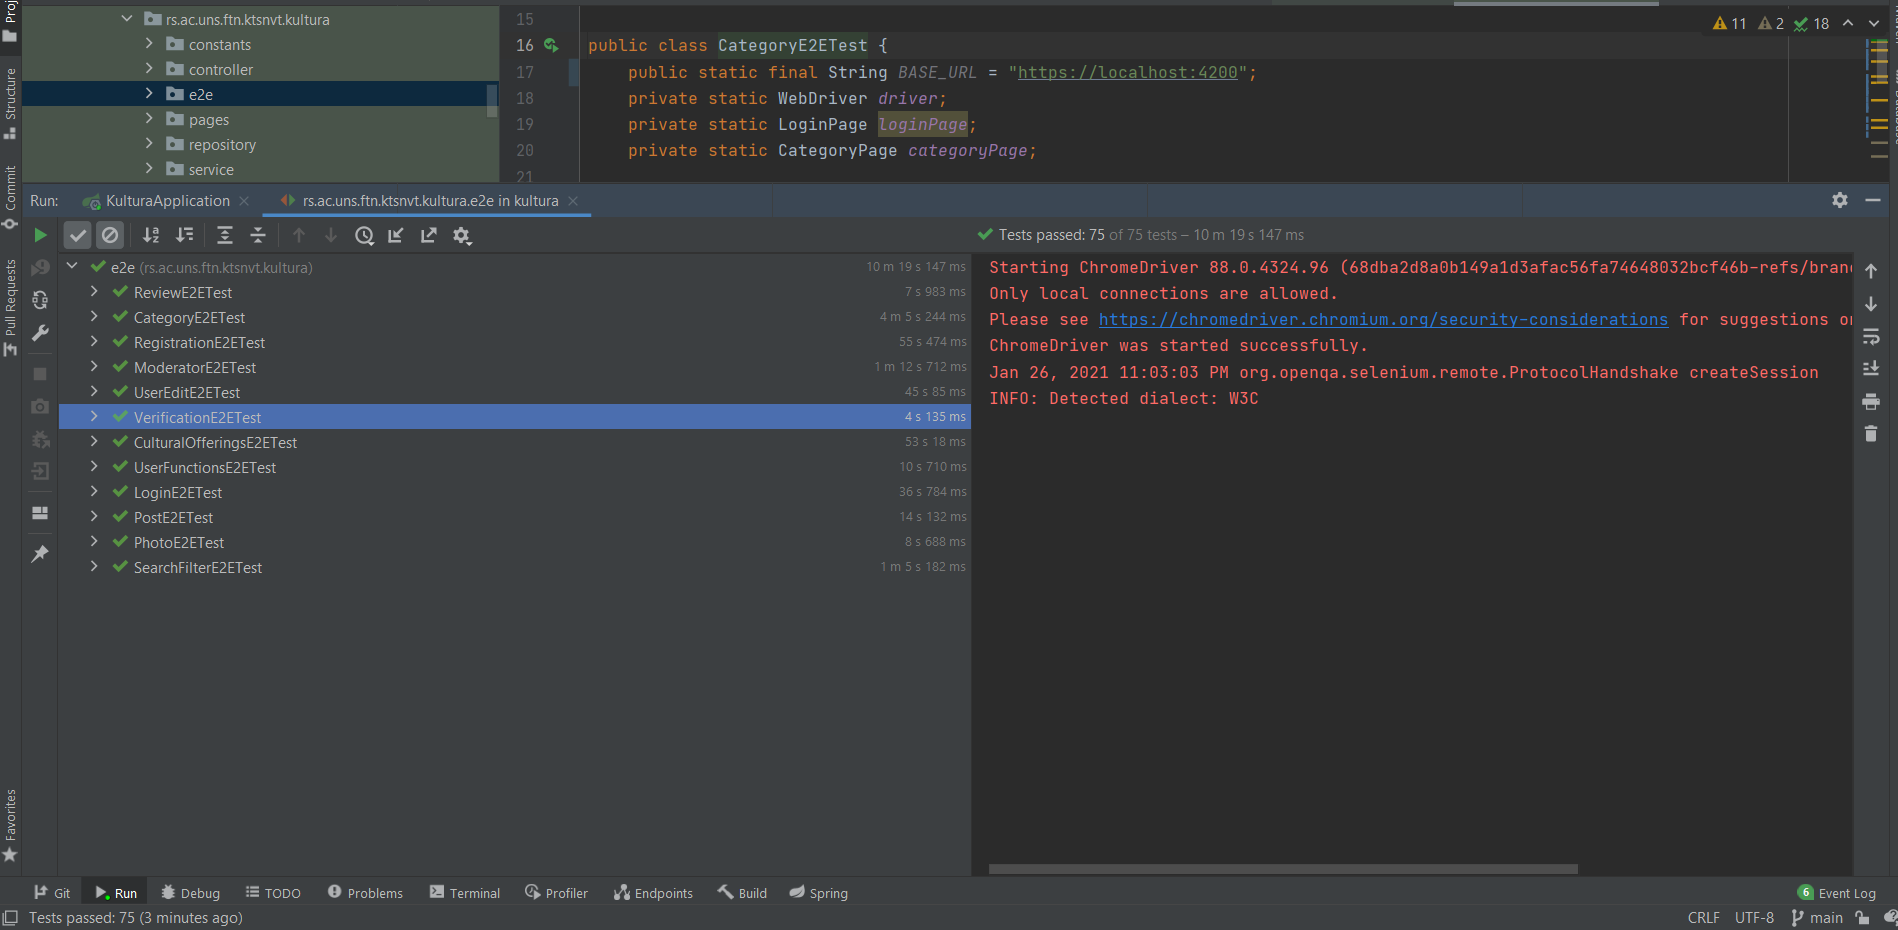 Proj
Structure
Commit
Pull Requests
Favorites
rs.ac.uns.ftn.ktsnvt.kultura
constants
controller
e2e
pages
repository
service
15
16 public class CategoryE2ETest {
17 public static final String BASE_URL = "https://localhost:4200";
18 private static WebDriver driver;
19 private static LoginPage loginPage;
20 private static CategoryPage categoryPage;
21
11 2 18
Run: KulturaApplication rs.ac.uns.ftn.ktsnvt.kultura.e2e in kultura
Tests passed: 75 of 75 tests – 10 m 19 s 147 ms
e2e (rs.ac.uns.ftn.ktsnvt.kultura) 10 m 19 s 147 ms
ReviewE2ETest 7 s 983 ms
CategoryE2ETest 4 m 5 s 244 ms
RegistrationE2ETest 55 s 474 ms
ModeratorE2ETest 1 m 12 s 712 ms
UserEditE2ETest 45 s 85 ms
VerificationE2ETest 4 s 135 ms
CulturalOfferingsE2ETest 53 s 18 ms
UserFunctionsE2ETest 10 s 710 ms
LoginE2ETest 36 s 784 ms
PostE2ETest 14 s 132 ms
PhotoE2ETest 8 s 688 ms
SearchFilterE2ETest 1 m 5 s 182 ms
Starting ChromeDriver 88.0.4324.96 (68dba2d8a0b149a1d3afac56fa74648032bcf46b-refs/bran
Only local connections are allowed.
Please see https://chromedriver.chromium.org/security-considerations for suggestions o
ChromeDriver was started successfully.
Jan 26, 2021 11:03:03 PM org.openqa.selenium.remote.ProtocolHandshake createSession
INFO: Detected dialect: W3C
Git Run Debug TODO Problems Terminal Profiler Endpoints Build Spring 6 Event Log
Tests passed: 75 (3 minutes ago) CRLF UTF-8 main